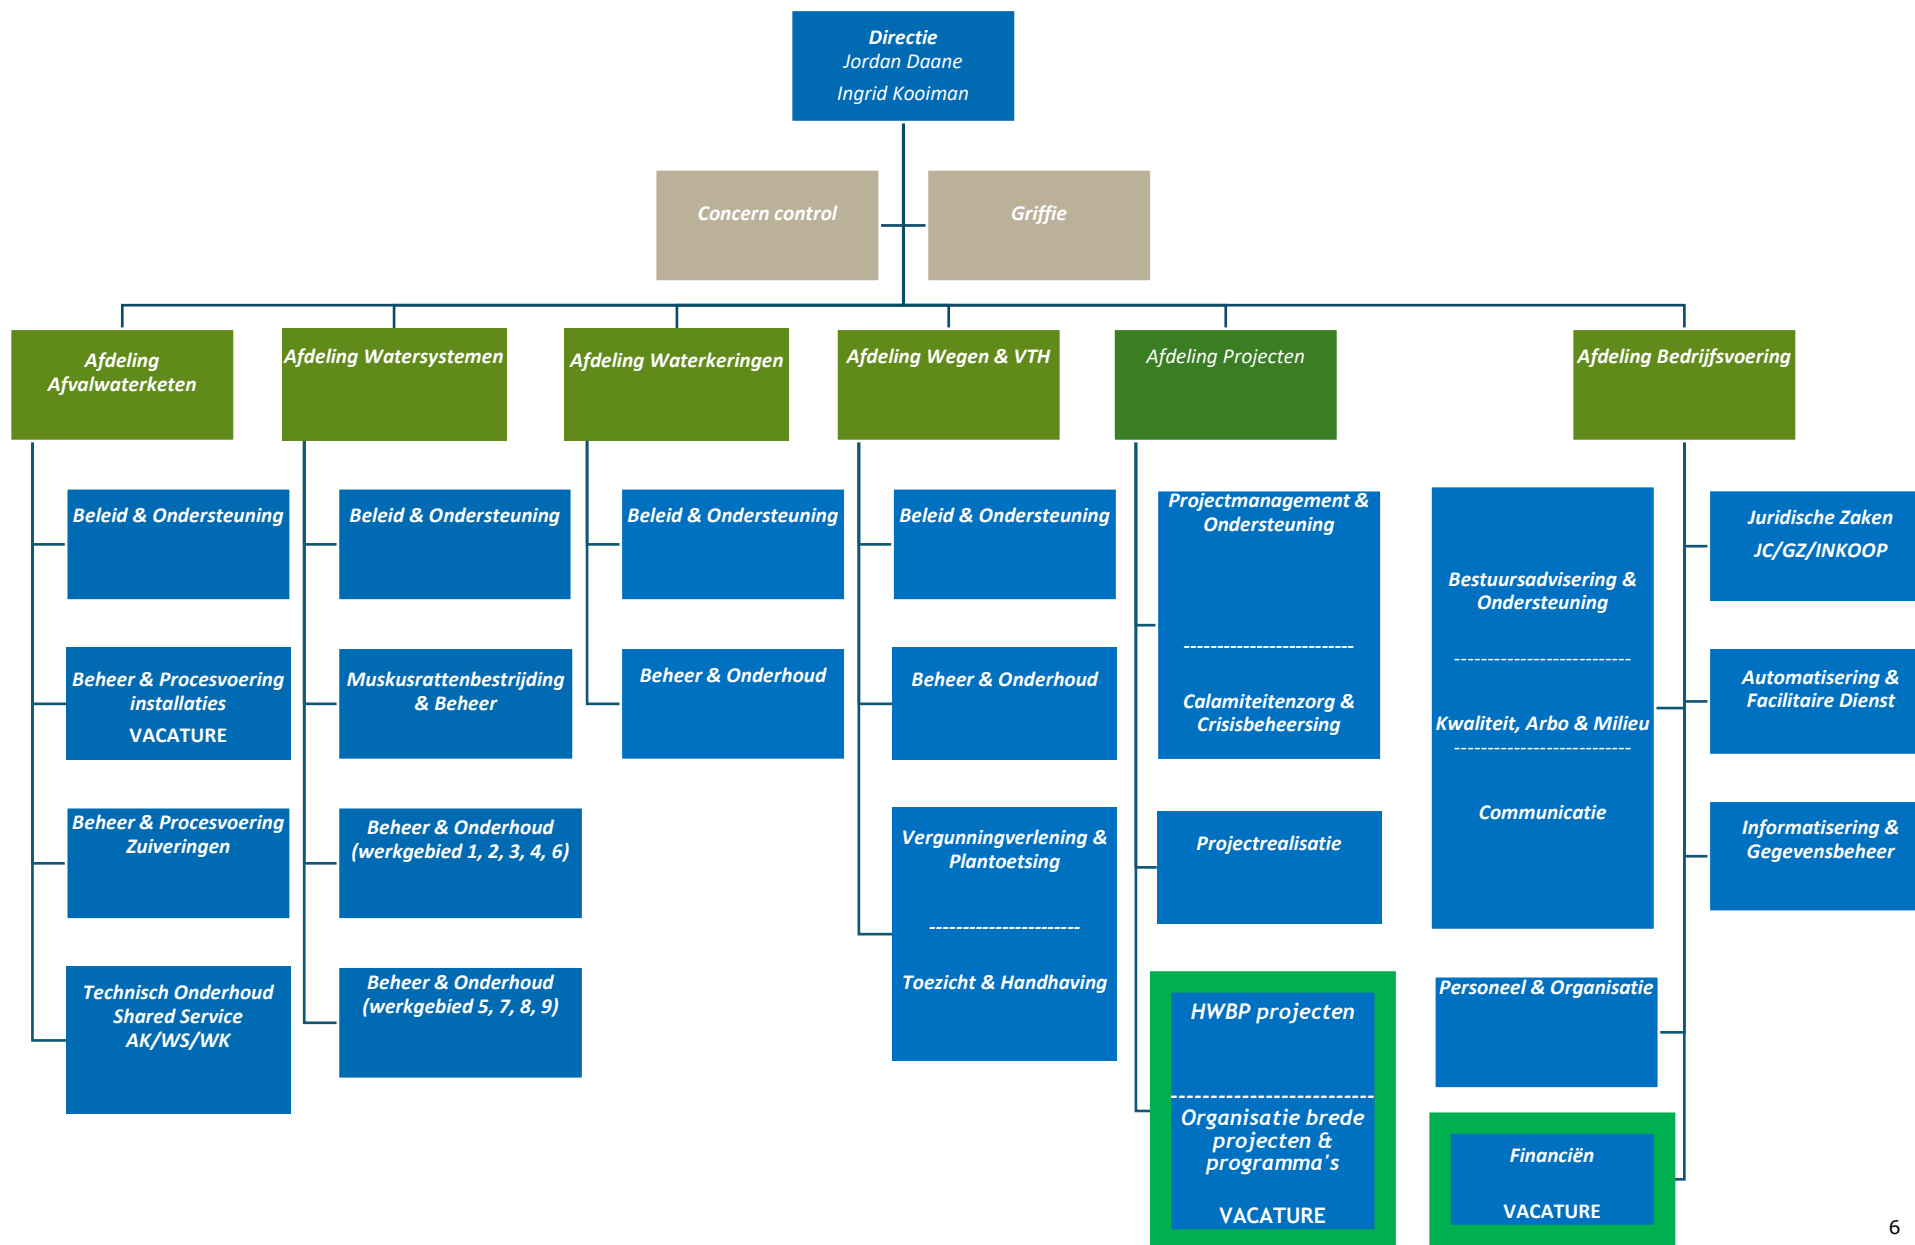 Directie
Jordan Daane
Ingrid Kooiman
Concern control
Griffie
Afdeling
Afvalwaterketen
Afdeling Watersystemen
Afdeling Waterkeringen
Afdeling Wegen & VTH
Afdeling Projecten
Afdeling Bedrijfsvoering
Beleid & Ondersteuning
Beheer & Procesvoering
installaties
VACATURE
Beheer & Procesvoering
Zuiveringen
Technisch Onderhoud
Shared Service
AK/WS/WK
Beleid & Ondersteuning
Muskusrattenbestrijding
& Beheer
Beheer & Onderhoud
(werkgebied 1, 2, 3, 4, 6)
Beheer & Onderhoud
(werkgebied 5, 7, 8, 9)
Beleid & Ondersteuning
Beheer & Onderhoud
Beleid & Ondersteuning
Beheer & Onderhoud
Vergunningverlening &
Plantoetsing
-----------------------
Toezicht & Handhaving
Projectmanagement &
Ondersteuning
--------------------------
Calamiteitenzorg &
Crisisbeheersing
Projectrealisatie
HWBP projecten
--------------------------
Organisatie brede
projecten &
programma's
VACATURE
Bestuursadvisering &
Ondersteuning
----------------------------
Kwaliteit, Arbo & Milieu
----------------------------
Communicatie
Personeel & Organisatie
Financiën
VACATURE
Juridische Zaken
JC/GZ/INKOOP
Automatisering &
Facilitaire Dienst
Informatisering &
Gegevensbeheer
6